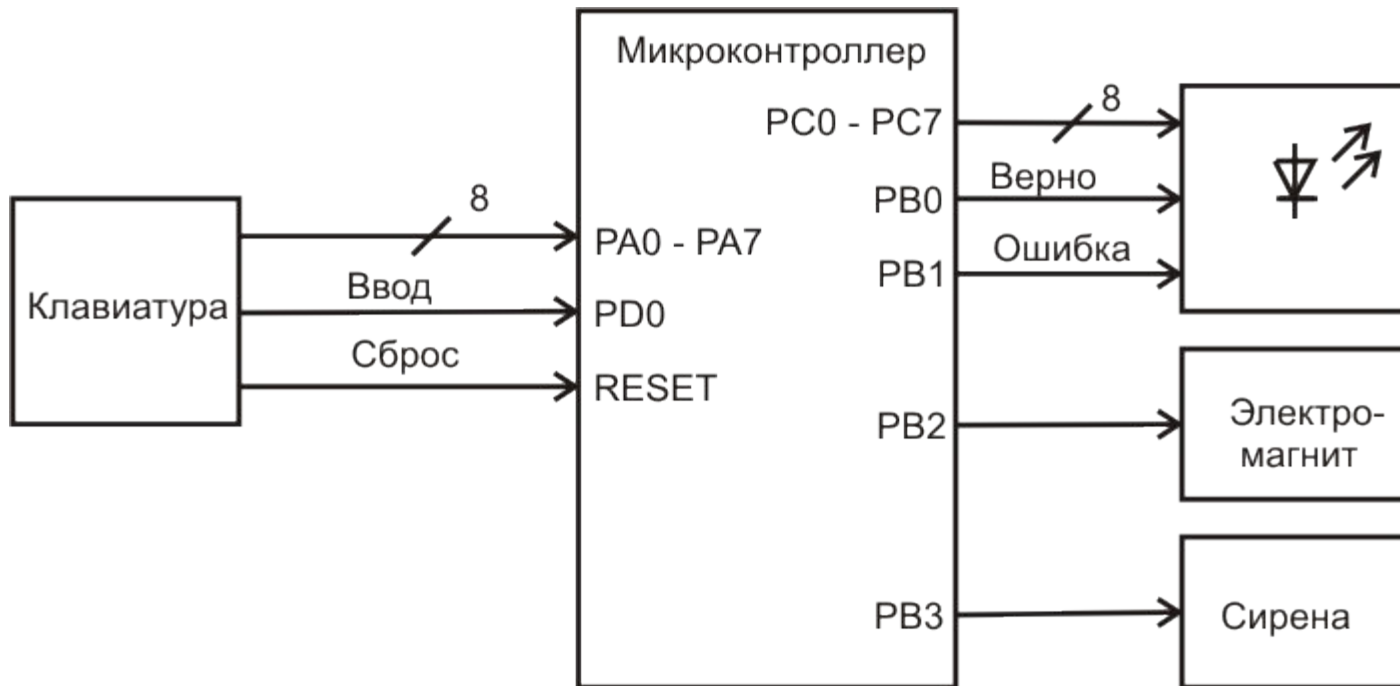 Микроконтроллер
PC0 - PC7
8
Верно
PB0
8
PA0 - PA7
Ошибка
PB1
Клавиатура
Ввод
PD0
Сброс
RESET
PB2
Электро-
магнит
PB3
Сирена